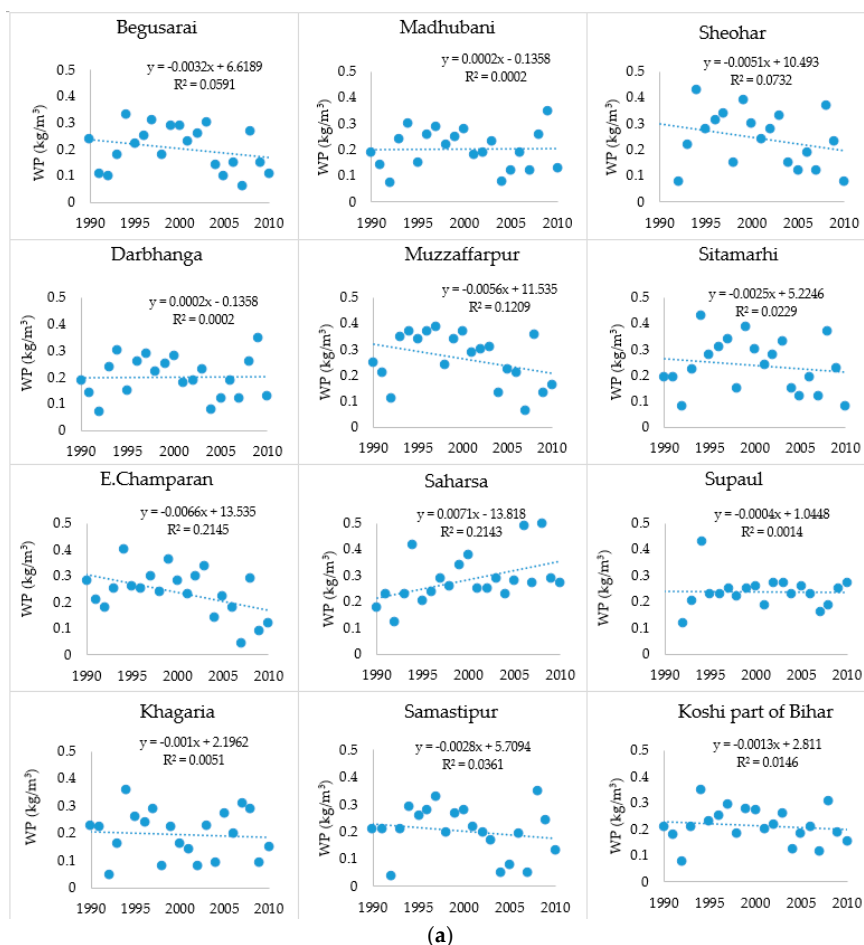 Begusarai
y = -0.0032x + 6.6189
R² = 0.0591
WP (kg/m³)
0.5
0.4
0.3
0.2
0.1
0
1990 1995 2000 2005 2010
Madhubani
y = 0.0002x - 0.1358
R² = 0.0002
WP (kg/m³)
0.5
0.4
0.3
0.2
0.1
0
1990 1995 2000 2005 2010
Sheohar
y = -0.0051x + 10.493
R² = 0.0732
WP (kg/m³)
0.5
0.4
0.3
0.2
0.1
0
1990 1995 2000 2005 2010
Darbhanga
y = 0.0002x - 0.1358
R² = 0.0002
WP (kg/m³)
0.5
0.4
0.3
0.2
0.1
0
1990 1995 2000 2005 2010
Muzzaffarpur
y = -0.0056x + 11.535
R² = 0.1209
WP (kg/m³)
0.5
0.4
0.3
0.2
0.1
0
1990 1995 2000 2005 2010
Sitamarhi
y = -0.0025x + 5.2246
R² = 0.0229
WP (kg/m³)
0.5
0.4
0.3
0.2
0.1
0
1990 1995 2000 2005 2010
E.Champaran
y = -0.0066x + 13.535
R² = 0.2145
WP (kg/m³)
0.5
0.4
0.3
0.2
0.1
0
1990 1995 2000 2005 2010
Saharsa
y = 0.0071x - 13.818
R² = 0.2143
WP (kg/m³)
0.5
0.4
0.3
0.2
0.1
0
1990 1995 2000 2005 2010
Supaul
y = -0.0004x + 1.0448
R² = 0.0014
WP (kg/m³)
0.5
0.4
0.3
0.2
0.1
0
1990 1995 2000 2005 2010
Khagaria
y = -0.001x + 2.1962
R² = 0.0051
WP (kg/m³)
0.5
0.4
0.3
0.2
0.1
0
1990 1995 2000 2005 2010
Samastipur
y = -0.0028x + 5.7094
R² = 0.0361
WP (kg/m³)
0.5
0.4
0.3
0.2
0.1
0
1990 1995 2000 2005 2010
Koshi part of Bihar
y = -0.0013x + 2.811
R² = 0.0146
WP (kg/m³)
0.5
0.4
0.3
0.2
0.1
0
1990 1995 2000 2005 2010
(a)